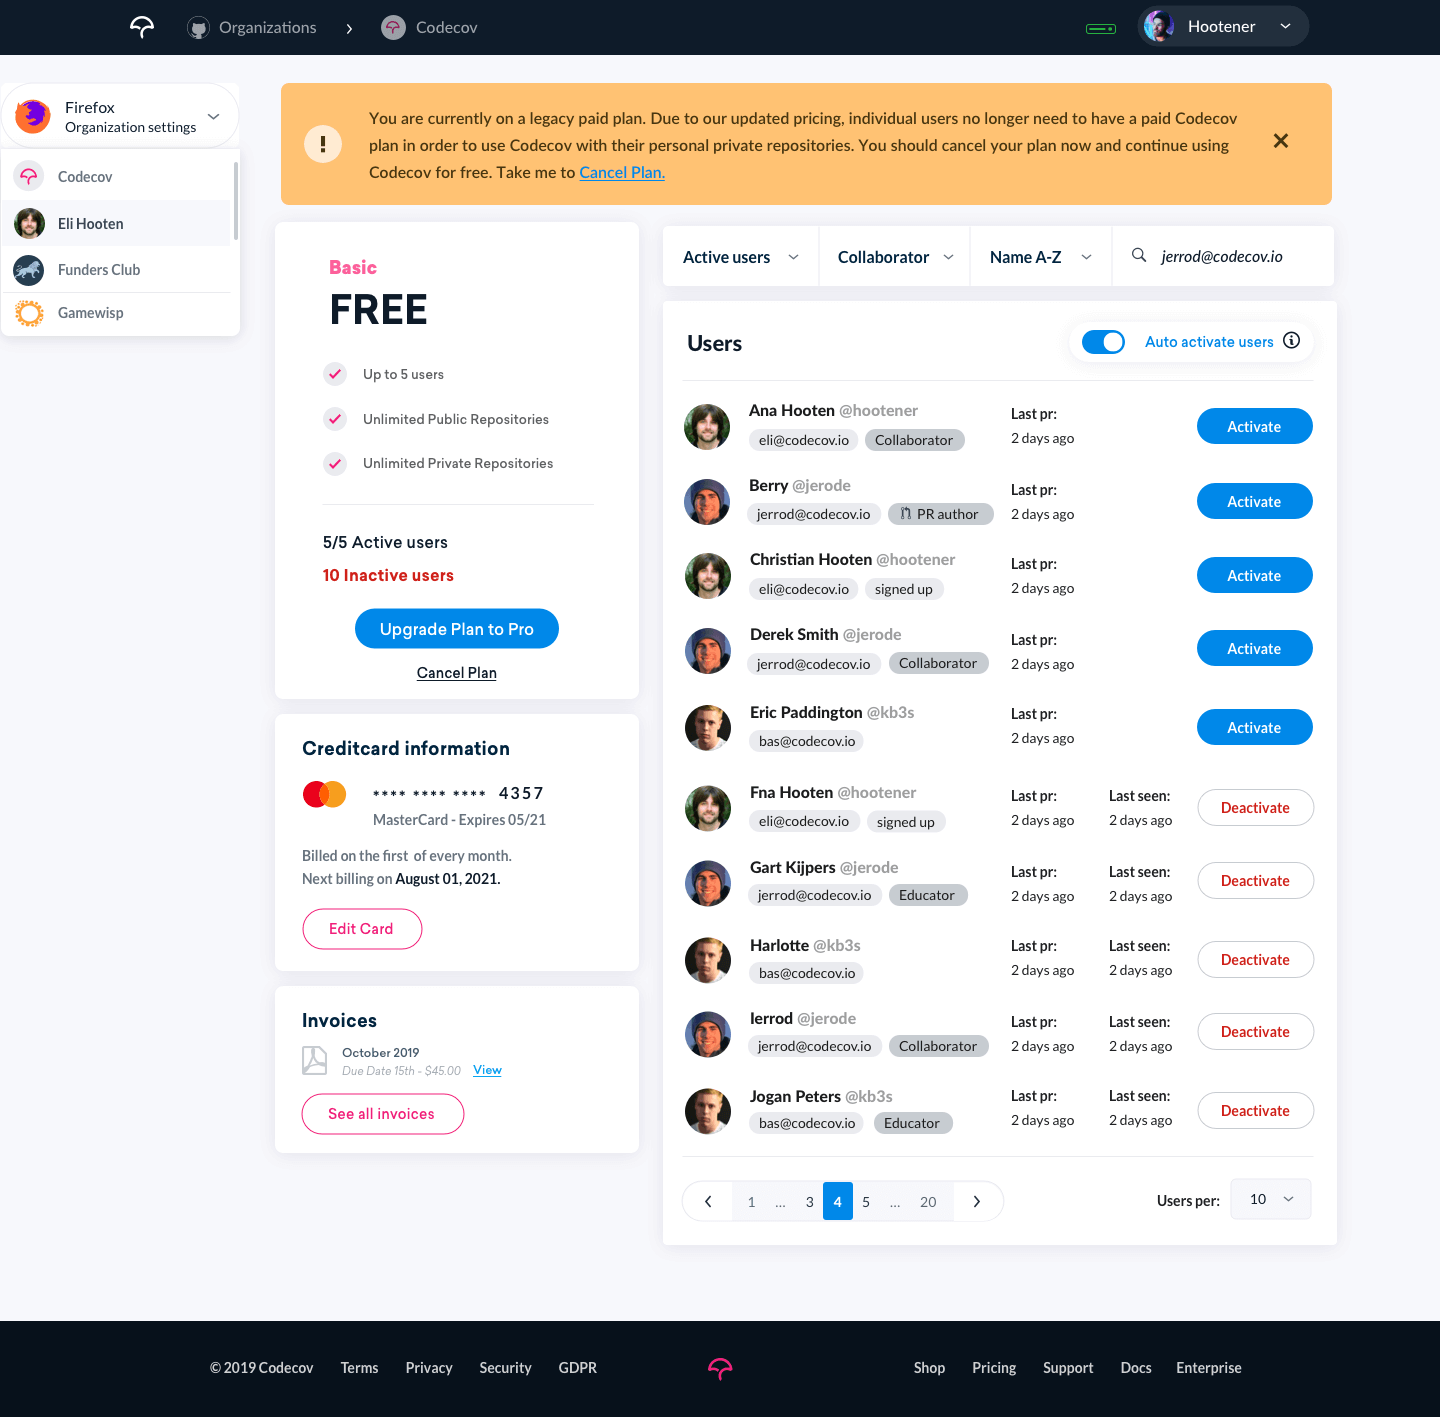 Organizations
Codecov
Hootener
Firefox
Organization settings
Codecov
Eli Hooten
Funders Club
Gamewisp
You are currently on a legacy paid plan. Due to our updated pricing, individual users no longer need to have a paid Codecov
plan in order to use Codecov with their personal private repositories. You should cancel your plan now and continue using
Codecov for free. Take me to Cancel Plan.
Basic
FREE
Up to 5 users
Unlimited Public Repositories
Unlimited Private Repositories
5/5 Active users
10 Inactive users
Upgrade Plan to Pro
Cancel Plan
Creditcard information
**** **** **** 4357
MasterCard - Expires 05/21
Billed on the first of every month.
Next billing on August 01, 2021.
Edit Card
Invoices
October 2019
Due Date 15th - $45.00 View
See all invoices
Active users Collaborator Name A-Z jerrod@codecov.io
Users Auto activate users
Ana Hooten @hootener
eli@codecov.io Collaborator
Last pr:
2 days ago
Activate
Berry @jerode
jerrod@codecov.io PR author
Last pr:
2 days ago
Activate
Christian Hooten @hootener
eli@codecov.io signed up
Last pr:
2 days ago
Activate
Derek Smith @jerode
jerrod@codecov.io Collaborator
Last pr:
2 days ago
Activate
Eric Paddington @kb3s
bas@codecov.io
Last pr:
2 days ago
Activate
Fna Hooten @hootener
eli@codecov.io signed up
Last pr:
2 days ago
Last seen:
2 days ago
Deactivate
Gart Kijpers @jerode
jerrod@codecov.io Educator
Last pr:
2 days ago
Last seen:
2 days ago
Deactivate
Harlotte @kb3s
bas@codecov.io
Last pr:
2 days ago
Last seen:
2 days ago
Deactivate
Ierrod @jerode
jerrod@codecov.io Collaborator
Last pr:
2 days ago
Last seen:
2 days ago
Deactivate
Jogan Peters @kb3s
bas@codecov.io Educator
Last pr:
2 days ago
Last seen:
2 days ago
Deactivate
1 ... 3 4 5 ... 20
Users per: 10
© 2019 Codecov Terms Privacy Security GDPR Shop Pricing Support Docs Enterprise